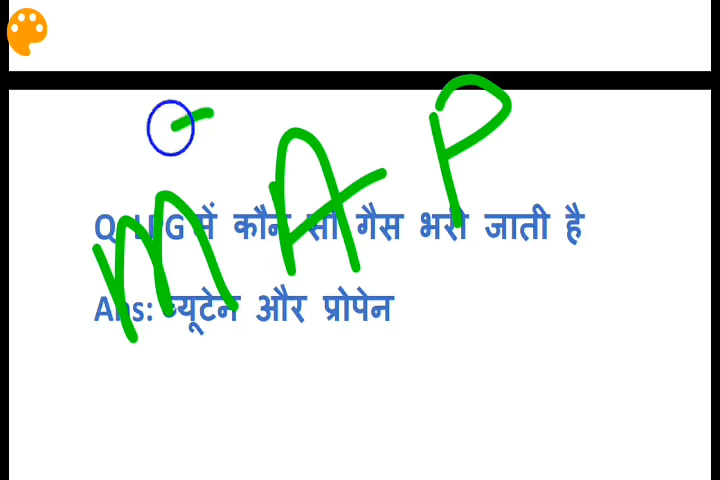 MAP
Q. LPG में कौन सी गैस भरी जाती है
Ans: ब्यूटेन और प्रोपेन